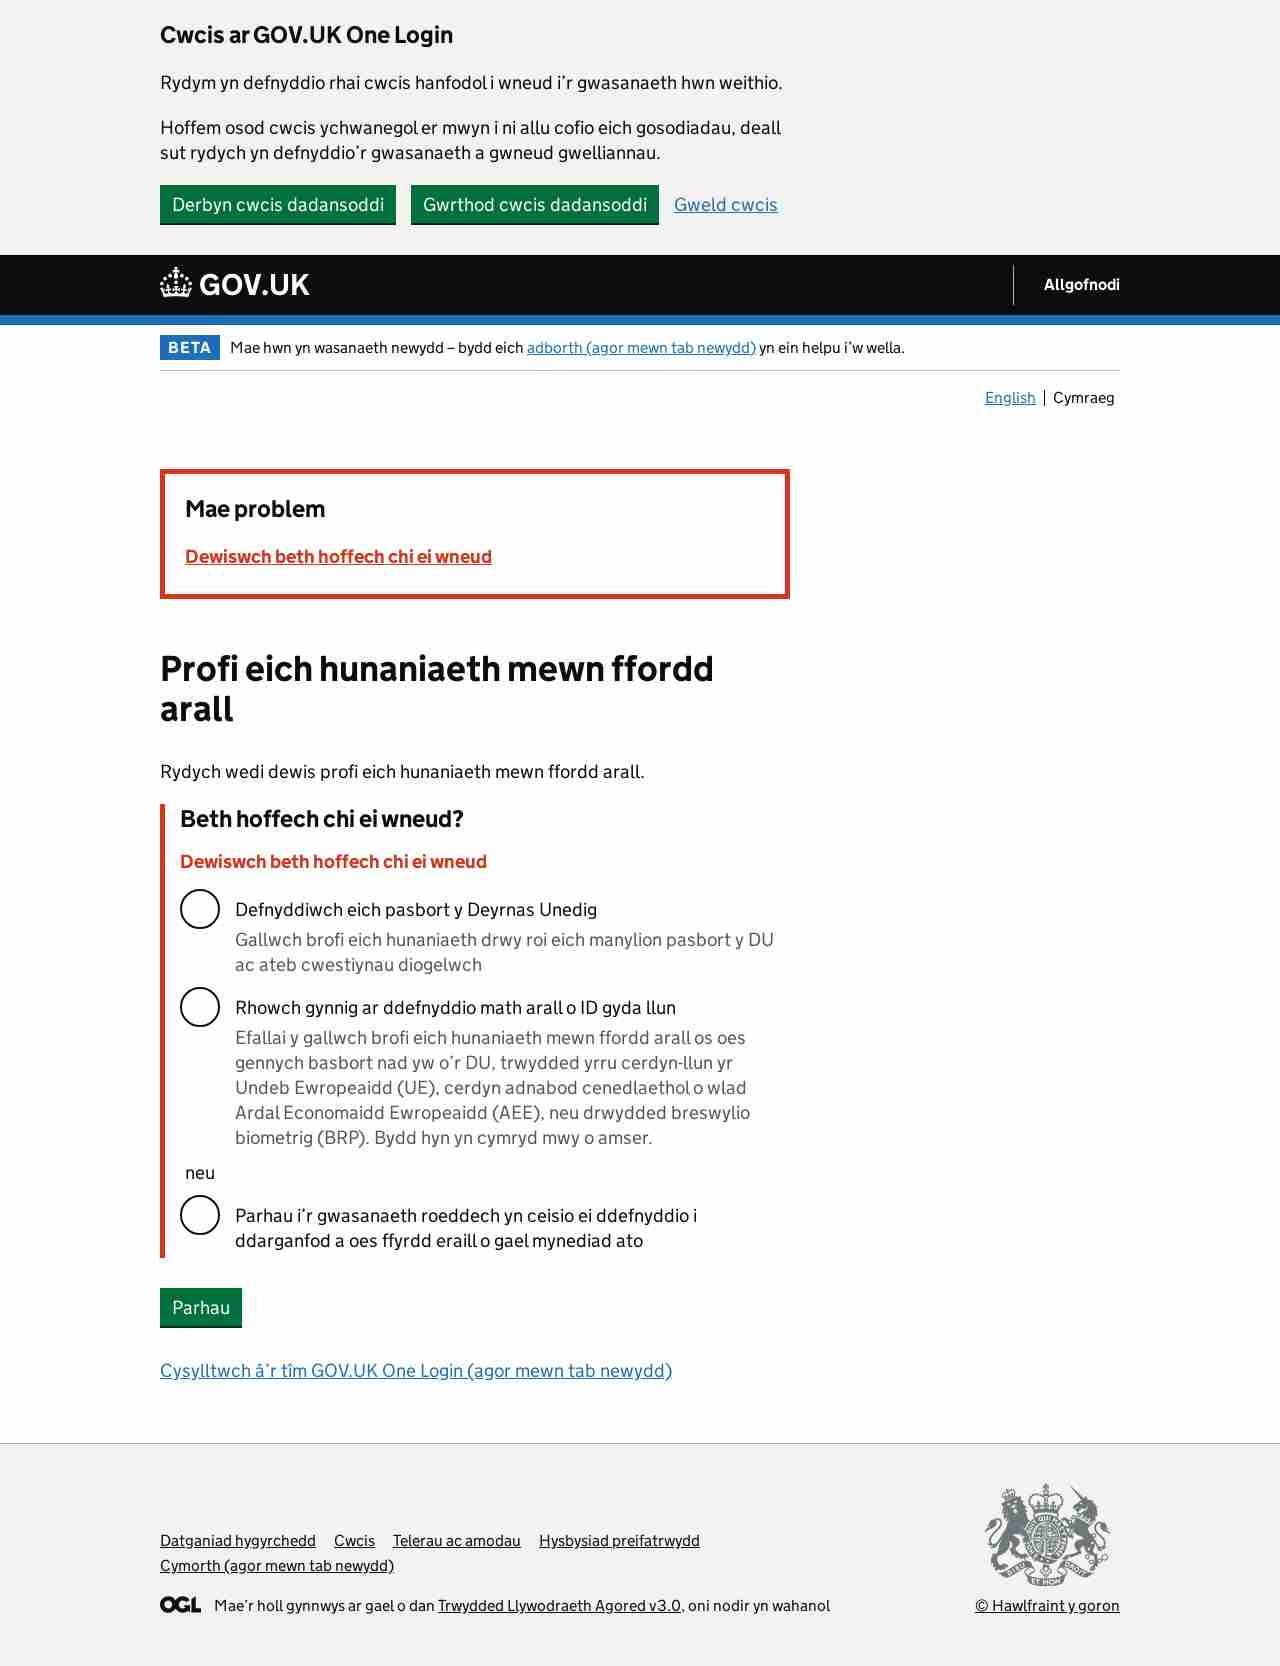 Cwcis ar GOV.UK One Login
Rydym yn defnyddio rhai cwcis hanfodol i wneud i’r gwasanaeth hwn weithio.
Hoffem osod cwcis ychwanegol er mwyn i ni allu cofio eich gosodiadau, deall
sut rydych yn defnyddio’r gwasanaeth a gwneud gwelliannau.
Derbyn cwcis dadansoddi Gwrthod cwcis dadansoddi Gweld cwcis
GOV.UK Allgofnodi
BETA Mae hwn yn wasanaeth newydd – bydd eich adborth (agor mewn tab newydd) yn ein helpu i’w wella.
English Cymraeg
Mae problem
Dewiswch beth hoffech chi ei wneud
Profi eich hunaniaeth mewn ffordd
arall
Rydych wedi dewis profi eich hunaniaeth mewn ffordd arall.
Beth hoffech chi ei wneud?
Dewiswch beth hoffech chi ei wneud
Defnyddiwch eich pasbort y Deyrnas Unedig
Gallwch brofi eich hunaniaeth drwy roi eich manylion pasbort y DU
ac ateb cwestiynau diogelwch
Rhowch gynnig ar ddefnyddio math arall o ID gyda llun
Efallai y gallwch brofi eich hunaniaeth mewn ffordd arall os oes
gennych basbort nad yw o’r DU, trwydded yrru cerdyn-llun yr
Undeb Ewropeaidd (UE), cerdyn adnabod cenedlaethol o wlad
Ardal Economaidd Ewropeaidd (AEE), neu drwydded breswylio
biometrig (BRP). Bydd hyn yn cymryd mwy o amser.
neu
Parhau i’r gwasanaeth roeddech yn ceisio ei ddefnyddio i
ddarganfod a oes ffyrdd eraill o gael mynediad ato
Parhau
Cysylltwch â’r tîm GOV.UK One Login (agor mewn tab newydd)
Datganiad hygyrchedd Cwcis Telerau ac amodau Hysbysiad preifatrwydd
Cymorth (agor mewn tab newydd)
OGL Mae’r holl gynnwys ar gael o dan Trwydded Llywodraeth Agored v3.0, oni nodir yn wahanol
DIEU ET MON DROIT
© Hawlfraint y goron